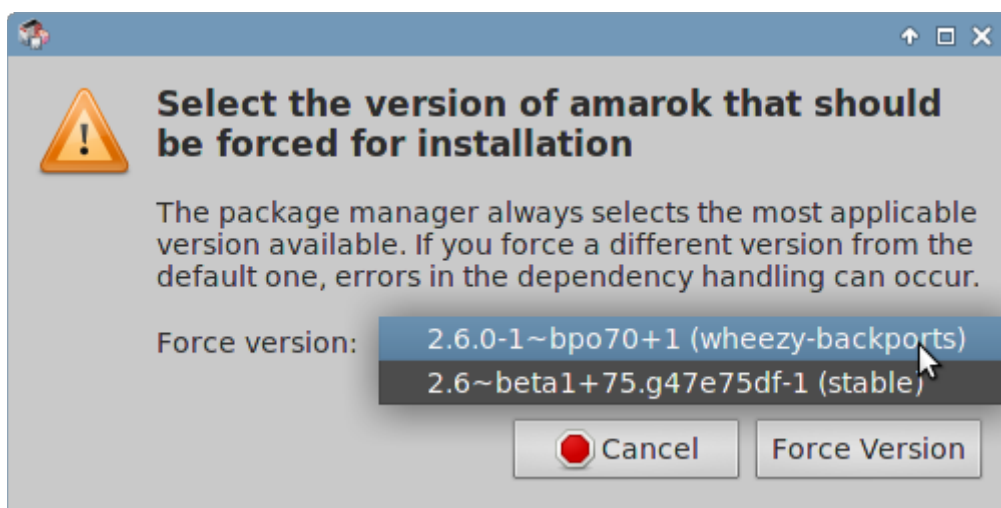 Select the version of amarok that should
be forced for installation
The package manager always selects the most applicable
version available. If you force a different version from the
default one, errors in the dependency handling can occur.
Force version:
2.6.0-1~bpo70+1 (wheezy-backports)
2.6~beta1+75.g47e75df-1 (stable)
Cancel
Force Version